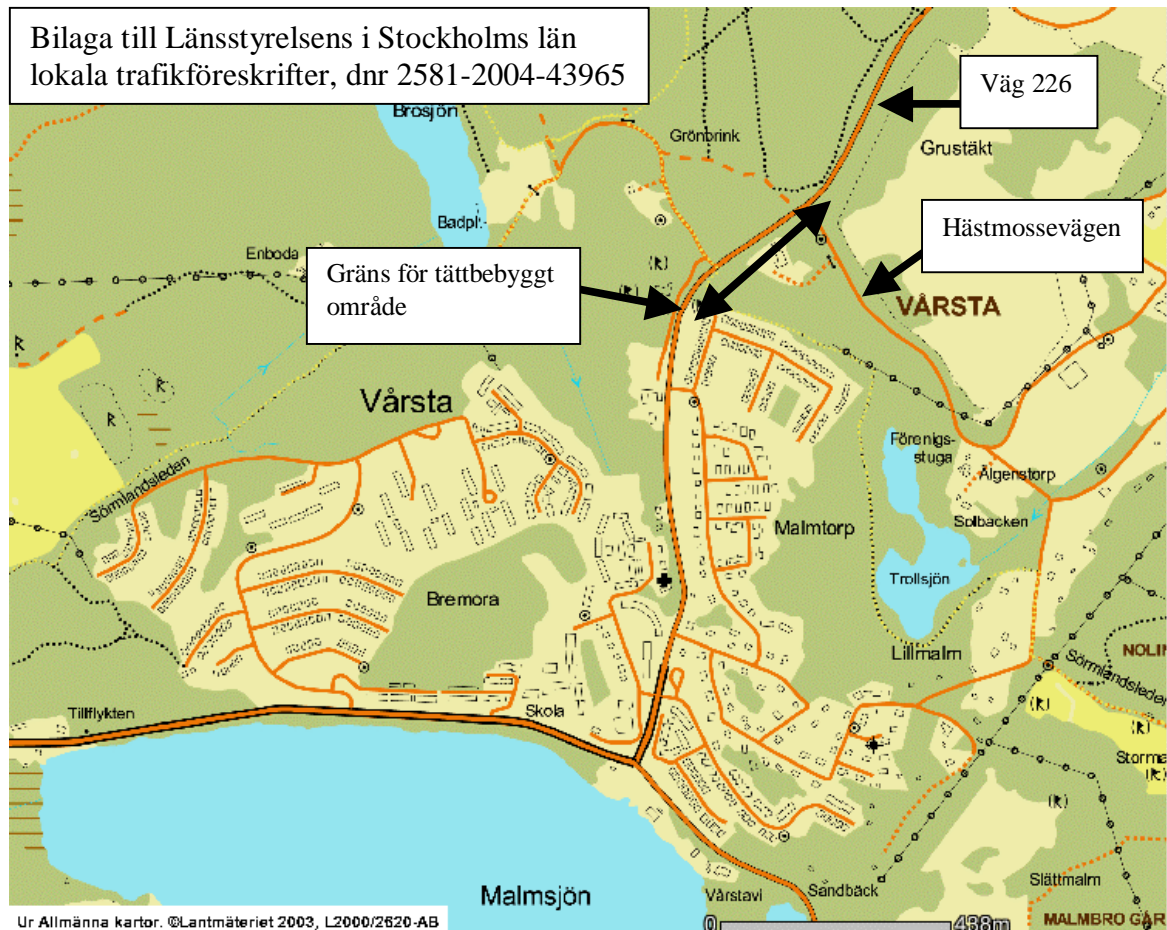 Bilaga till Länsstyrelsens i Stockholms län
lokala trafikföreskrifter, dnr 2581-2004-43965
Väg 226
Brosjön
Grönbrink
Grustäkt
Badpl.
Hästmossevägen
Enboda
Gräns för tättbebyggt
område
(R)
(R)
(R)
VÅRSTA
R
R
R
Vårsta
Förenigs-
stuga
Älgenstorp
Sörmlandsleden
Solbacken
Malmtorp
Trollsjön
Bremora
Lillmalm
NOLIN
Sörmlandsleden
Tillflykten
Skola
(R)
(R)
Storma
(R)
(R)
Slättmalm
Malmsjön
Vårstavi
Sandbäck
Ur Allmänna kartor. ©Lantmäteriet 2003, L2000/2620-AB
0
488m
MALMBRO GÅR